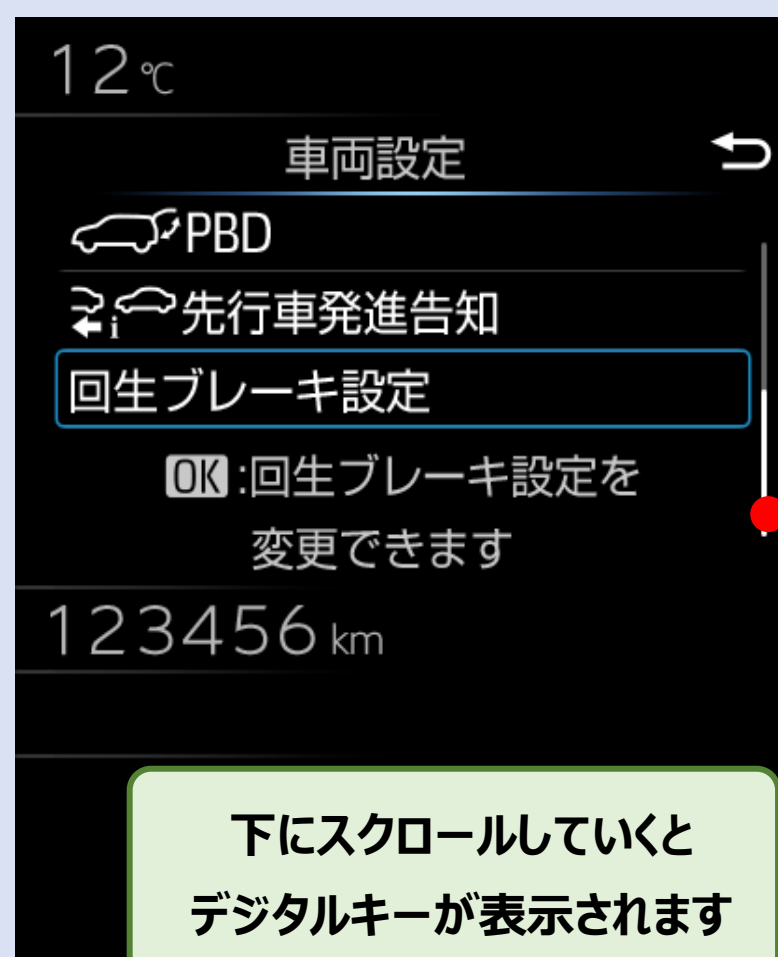 12℃
車両設定
PBD
先行車発進告知
回生ブレーキ設定
OK:回生ブレーキ設定を
変更できます
123456 km
下にスクロールしていくと
デジタルキーが表示されます